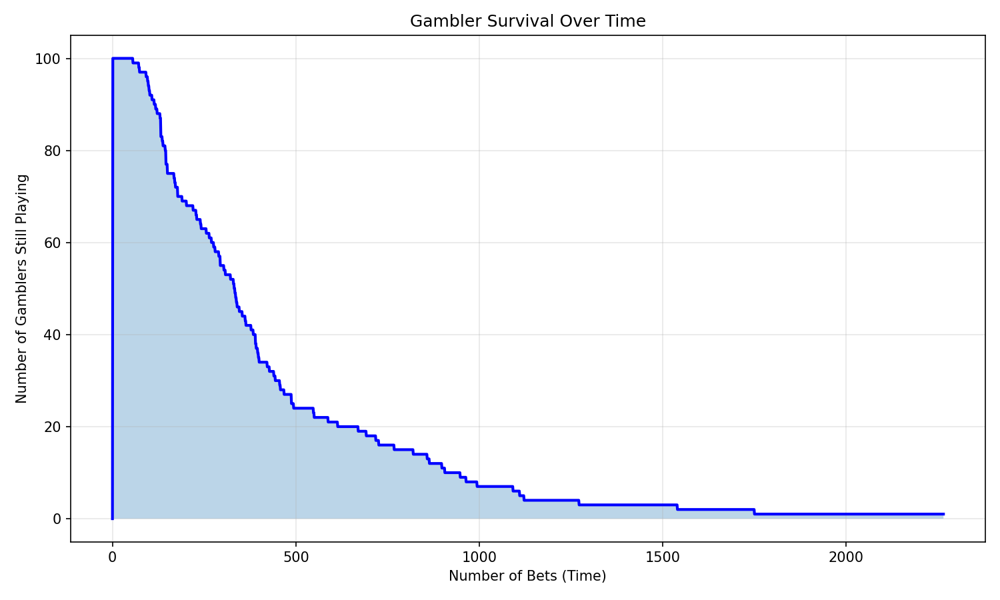 Gambler Survival Over Time
Number of Gamblers Still Playing
100
80
60
40
20
0
0 500 1000 1500 2000
Number of Bets (Time)